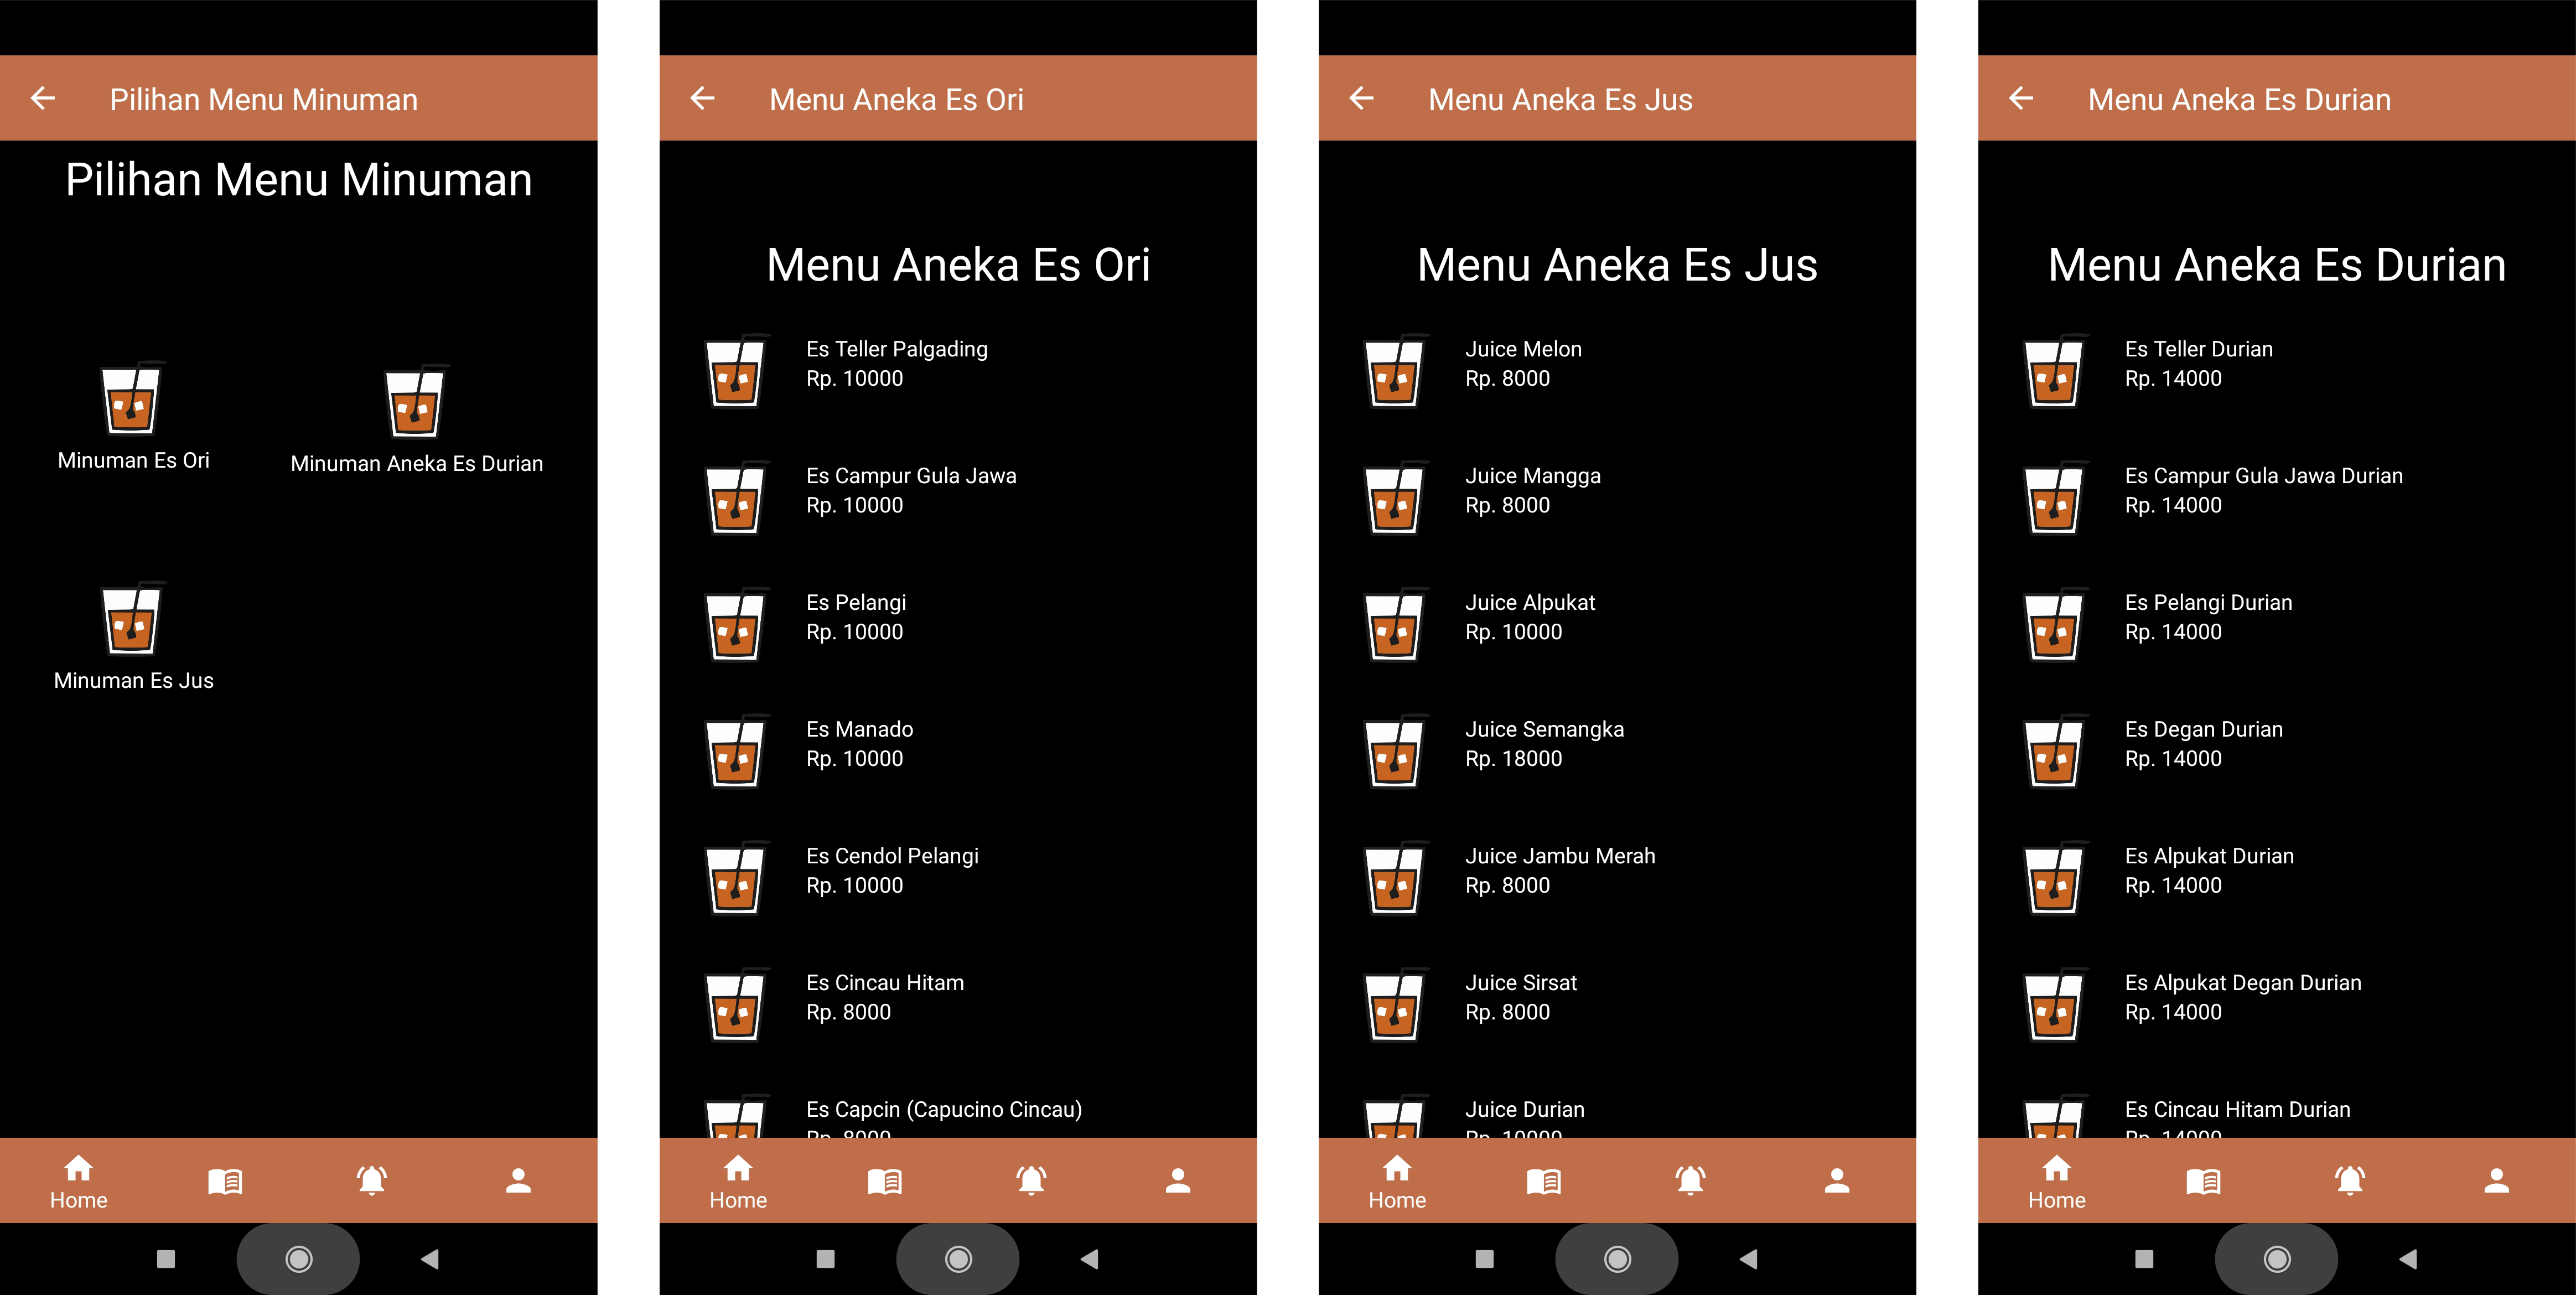 Pilihan Menu Minuman
Pilihan Menu Minuman
Minuman Es Ori
Minuman Aneka Es Durian
Minuman Es Jus
Home
Menu Aneka Es Ori
Menu Aneka Es Ori
Es Teller Palgading
Rp. 10000
Es Campur Gula Jawa
Rp. 10000
Es Pelangi
Rp. 10000
Es Manado
Rp. 10000
Es Cendol Pelangi
Rp. 10000
Es Cincau Hitam
Rp. 8000
Es Capcin (Capucino Cincau)
Rp. 8000
Home
Menu Aneka Es Jus
Menu Aneka Es Jus
Juice Melon
Rp. 8000
Juice Mangga
Rp. 8000
Juice Alpukat
Rp. 10000
Juice Semangka
Rp. 18000
Juice Jambu Merah
Rp. 8000
Juice Sirsat
Rp. 8000
Juice Durian
Rp. 10000
Home
Menu Aneka Es Durian
Menu Aneka Es Durian
Es Teller Durian
Rp. 14000
Es Campur Gula Jawa Durian
Rp. 14000
Es Pelangi Durian
Rp. 14000
Es Degan Durian
Rp. 14000
Es Alpukat Durian
Rp. 14000
Es Alpukat Degan Durian
Rp. 14000
Es Cincau Hitam Durian
Rp. 14000
Home